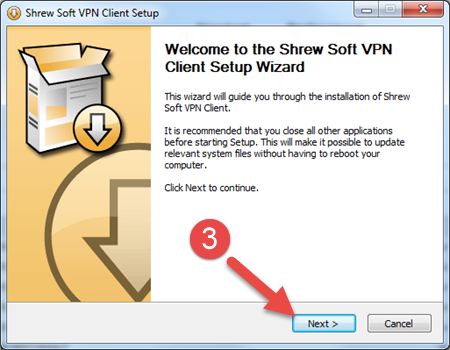 Shrew Soft VPN Client Setup
Welcome to the Shrew Soft VPN
Client Setup Wizard
This wizard will guide you through the installation of Shrew
Soft VPN Client.
It is recommended that you close all other applications
before starting Setup. This will make it possible to update
relevant system files without having to reboot your
computer.
Click Next to continue.
3
Next >
Cancel